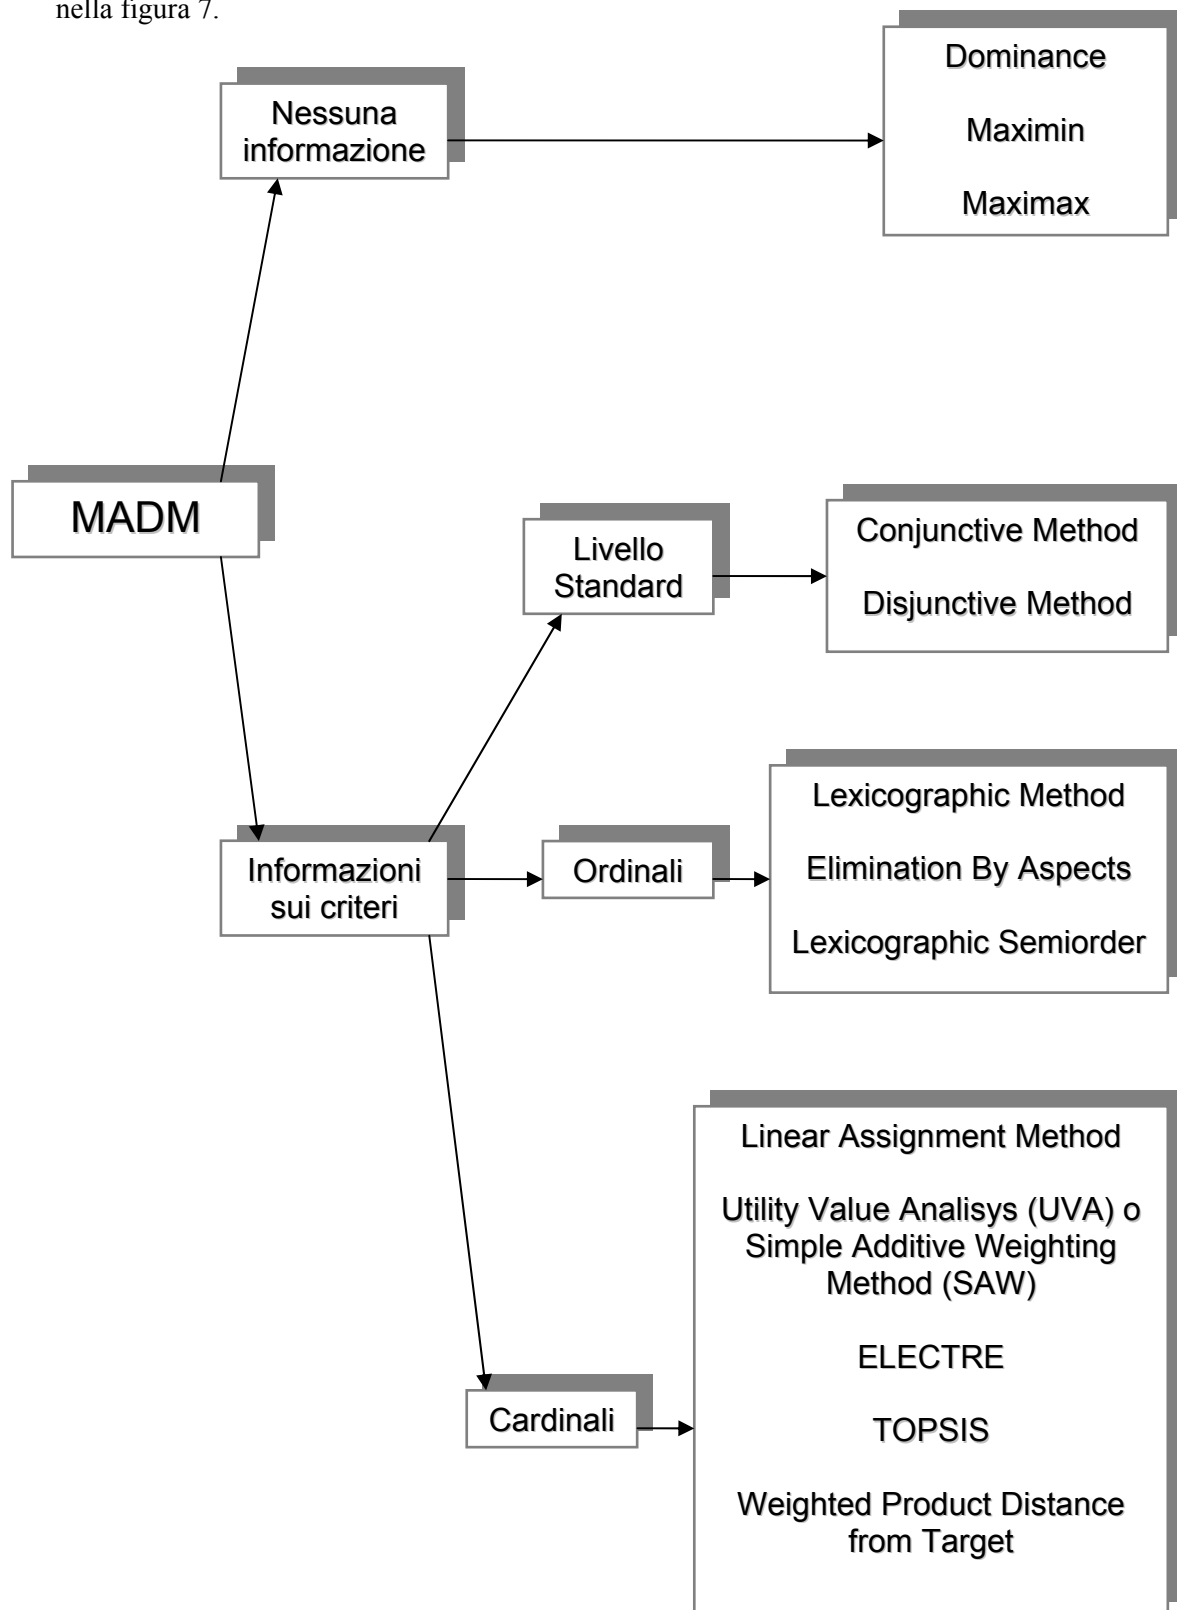 nella figura 7.
Dominance
Maximin
Maximax
Nessuna
informazione
MADM
Livello
Standard
Conjunctive Method
Disjunctive Method
Informazioni
sui criteri
Ordinali
Lexicographic Method
Elimination By Aspects
Lexicographic Semiorder
Cardinali
Linear Assignment Method
Utility Value Analisys (UVA) o
Simple Additive Weighting
Method (SAW)
ELECTRE
TOPSIS
Weighted Product Distance
from Target